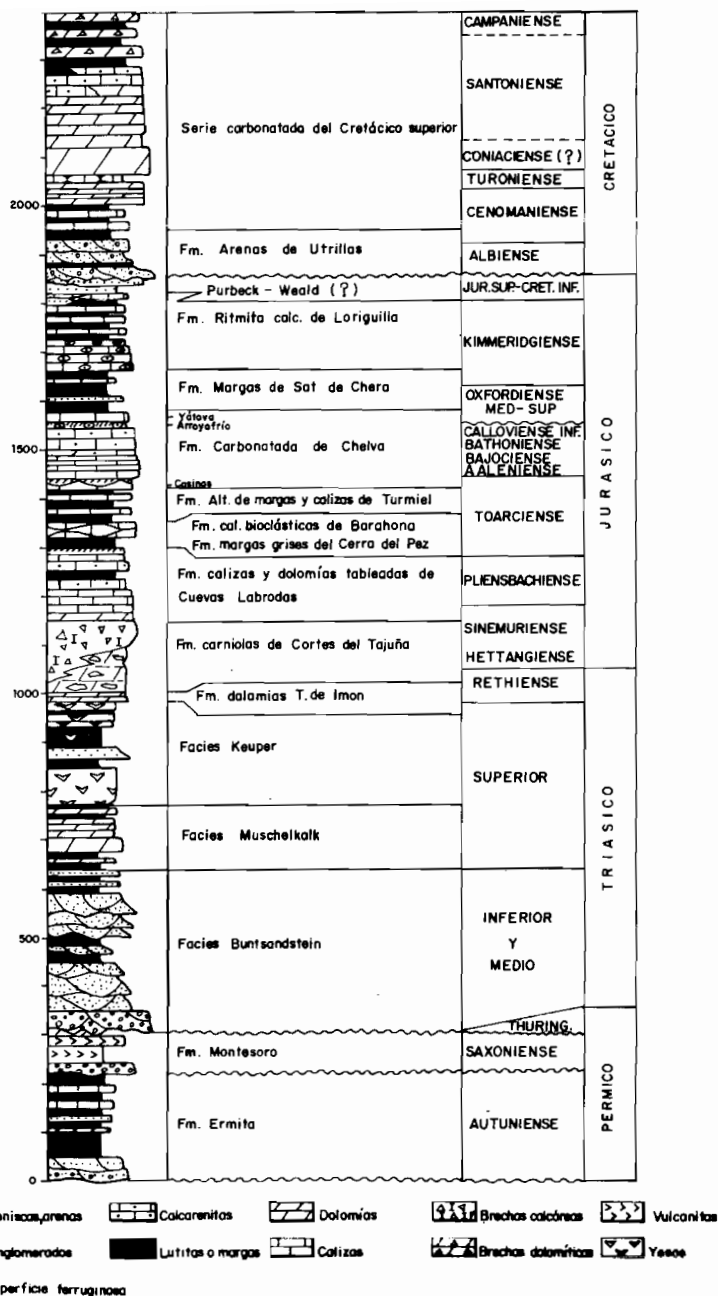 CAMPANIENSE
SANTONIENSE
Serie carbonatada del Cretácico superior
CONIACIENSE (?)
TURONIENSE
2000
CENOMANIENSE
CRETACICO
Fm. Arenas de Utrillas
ALBIENSE
Purbeck - Weald (?)
JUR.SUP-CRET. INF.
Fm. Ritmita calc. de Loriguilla
KIMMERIDGIENSE
Fm. Margas de Sot de Chera
OXFORDIENSE
MED-SUP
Yátova
Arroyofrío
1500
Fm. Carbonatada de Chelva
CALLOVIENSE INF.
BATHONIENSE
BAJOCIENSE
AALENIENSE
Casinos
Fm. Alt. de margas y calizas de Turmiel
TOARCIENSE
JURASICO
Fm. cal. bioclásticas de Barahona
Fm. margas grises del Cerro del Pez
Fm. calizas y dolomías tableadas de
Cuevas Labradas
PLIENSBACHIENSE
SINEMURIENSE
Fm. carniolas de Cortes del Tajuña
HETTANGIENSE
1000
RETHIENSE
Fm. dolomias T. de Imon
Facies Keuper
SUPERIOR
Facies Muschelkalk
TRIASICO
500
Facies Buntsandstein
INFERIOR
Y
MEDIO
THURING.
Fm. Montesoro
SAXONIENSE
Fm. Ermita
AUTUNIENSE
PERMICO
0
niscas,arenas
Calcarenitas
Dolomías
Brechas calcáreas
Vulcanitas
nglomerados
Lutitas o margas
Calizas
Brechas dolomíticas
Yesos
perficie ferruginosa